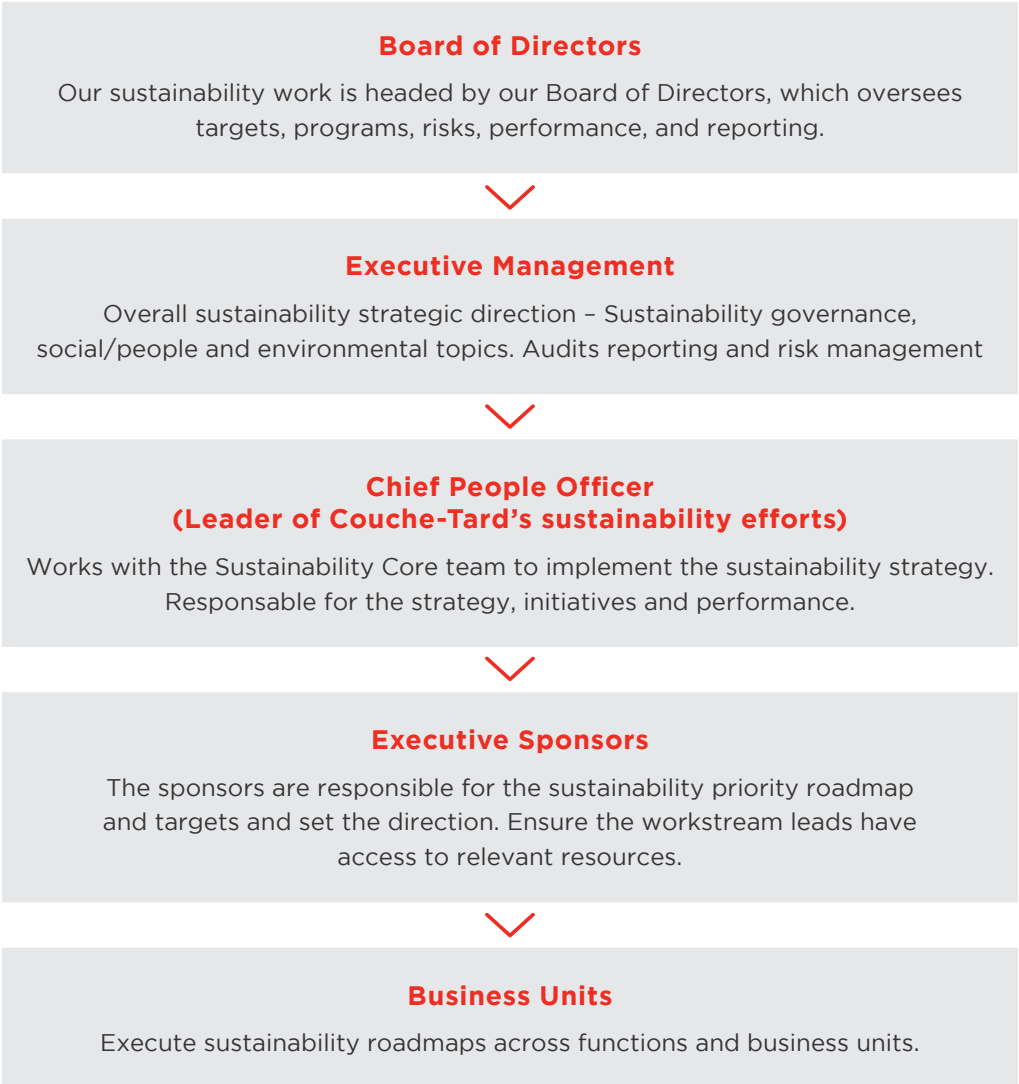 Board of Directors
Our sustainability work is headed by our Board of Directors, which oversees
targets, programs, risks, performance, and reporting.
Executive Management
Overall sustainability strategic direction – Sustainability governance,
social/people and environmental topics. Audits reporting and risk management
Chief People Officer
(Leader of Couche-Tard’s sustainability efforts)
Works with the Sustainability Core team to implement the sustainability strategy.
Responsable for the strategy, initiatives and performance.
Executive Sponsors
The sponsors are responsible for the sustainability priority roadmap
and targets and set the direction. Ensure the workstream leads have
access to relevant resources.
Business Units
Execute sustainability roadmaps across functions and business units.